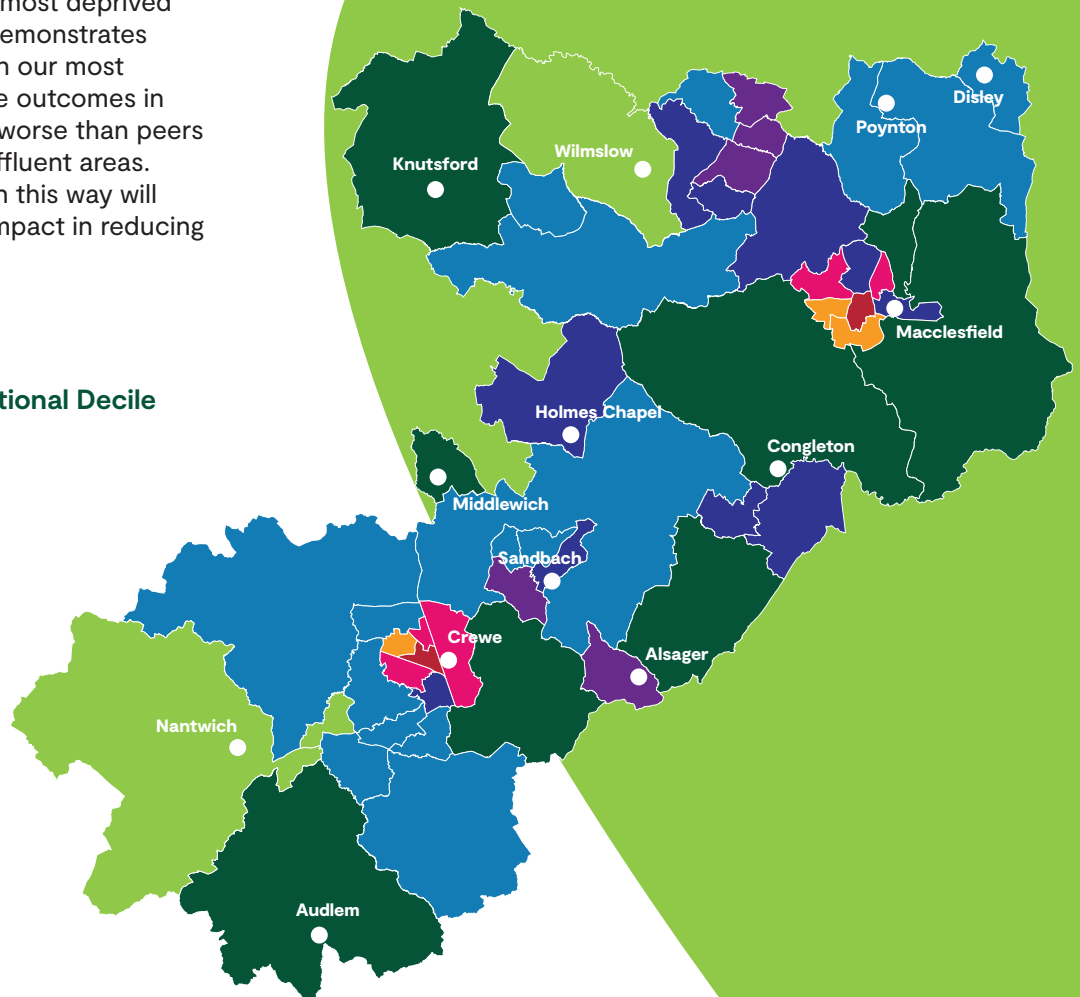 most deprived
emonstrates
n our most
e outcomes in
worse than peers
ffluent areas.
n this way will
mpact in reducing
tional Decile
Disley
Poynton
Wilmslow
Knutsford
Macclesfield
Holmes Chapel
Congleton
Middlewich
Sandbach
Crewe
Alsager
Nantwich
Audlem